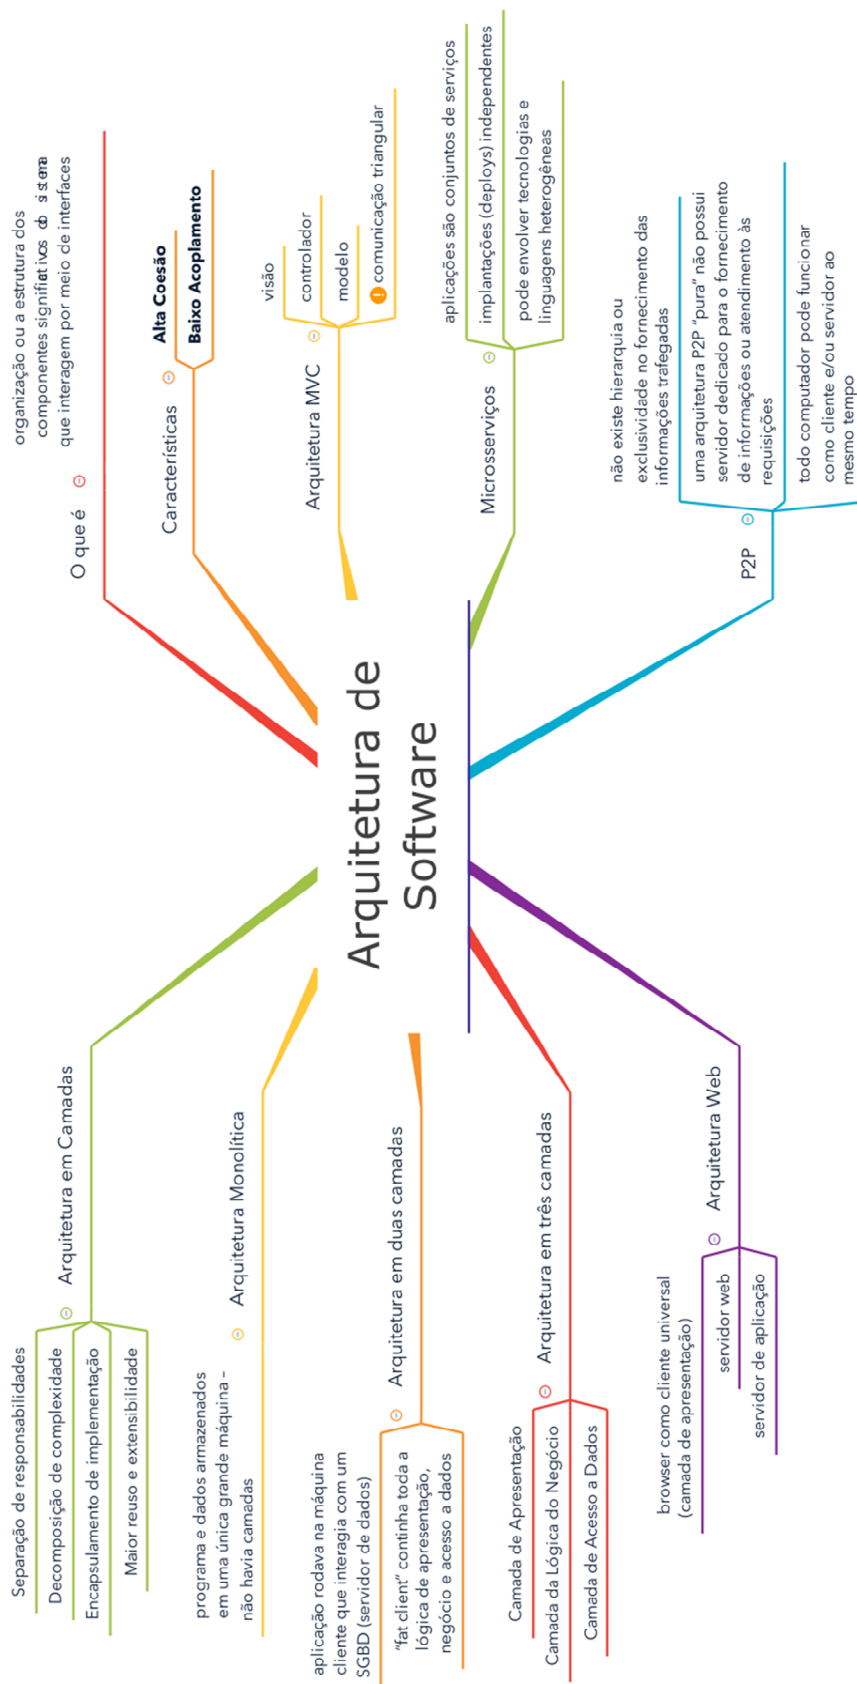 Arquitetura de
Software
O que é
organização ou a estrutura dos
componentes signifiativos do sistema
que interagem por meio de interfaces
Características
Alta Coesão
Baixo Acoplamento
Arquitetura MVC
visão
controlador
modelo
! comunicação triangular
Microsserviços
aplicações são conjuntos de serviços
implantações (deploys) independentes
pode envolver tecnologias e
linguagens heterogêneas
P2P
não existe hierarquia ou
exclusividade no fornecimento das
informações trafegadas
uma arquitetura P2P “pura” não possui
servidor dedicado para o fornecimento
de informações ou atendimento às
requisições
todo computador pode funcionar
como cliente e/ou servidor ao
mesmo tempo
Arquitetura em Camadas
Separação de responsabilidades
Decomposição de complexidade
Encapsulamento de implementação
Maior reuso e extensibilidade
Arquitetura Monolítica
programa e dados armazenados
em uma única grande máquina –
não havia camadas
Arquitetura em duas camadas
aplicação rodava na máquina
cliente que interagia com um
SGBD (servidor de dados)
“fat client” continha toda a
lógica de apresentação,
negócio e acesso a dados
Arquitetura em três camadas
Camada de Apresentação
Camada da Lógica do Negócio
Camada de Acesso a Dados
Arquitetura Web
browser como cliente universal
(camada de apresentação)
servidor web
servidor de aplicação